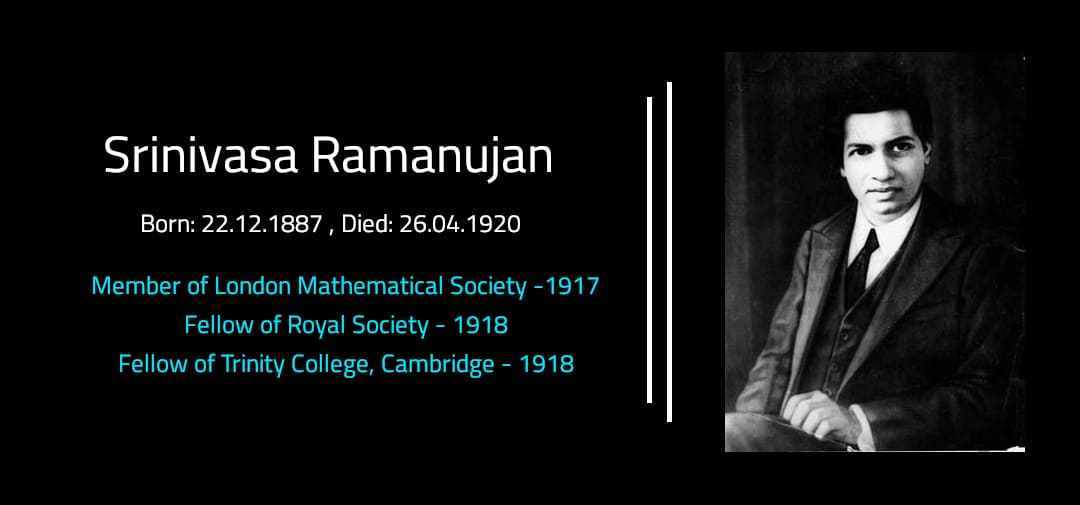 Srinivasa Ramanujan
Born: 22.12.1887 , Died: 26.04.1920
Member of London Mathematical Society -1917
Fellow of Royal Society - 1918
Fellow of Trinity College, Cambridge - 1918